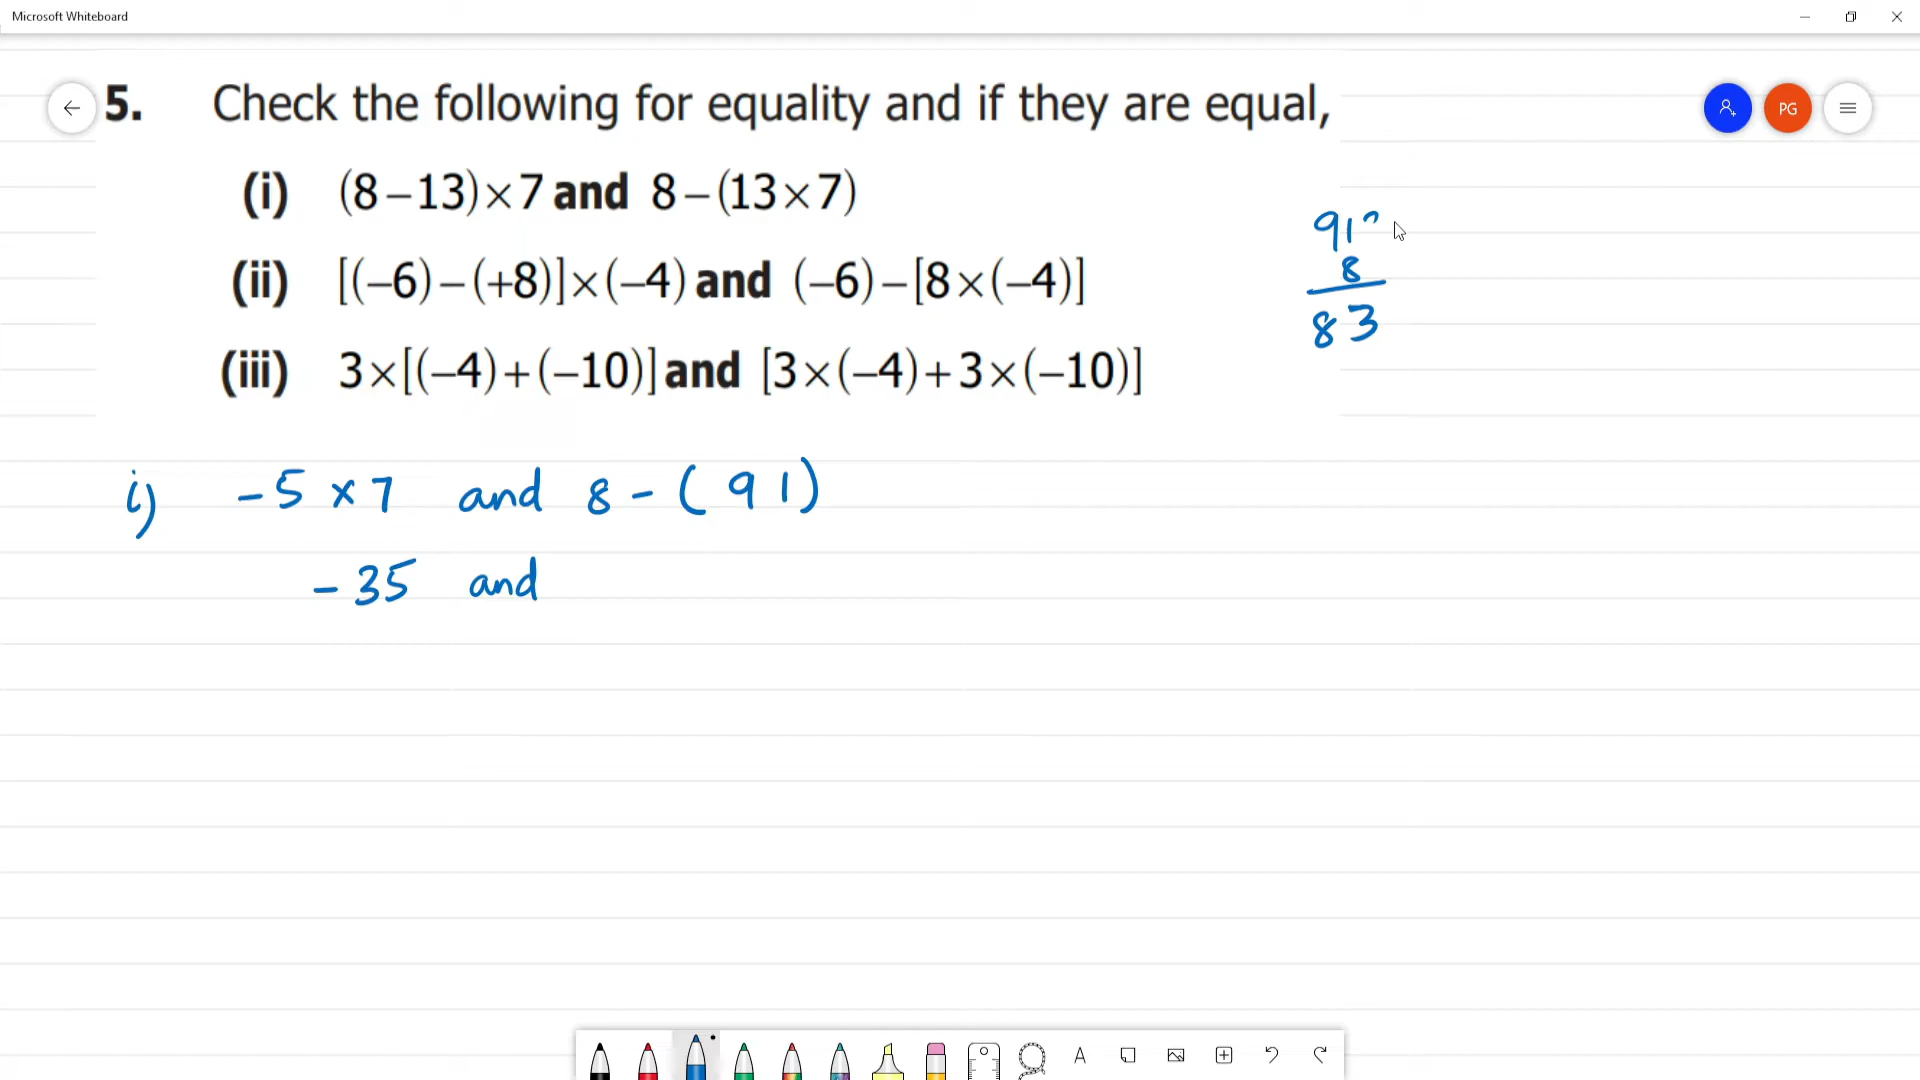 Microsoft Whiteboard
5. Check the following for equality and if they are equal,
PG
(i) (8−13)×7 and 8−(13×7)
(ii) [(−6)−(+8)]×(−4) and (−6)−[8×(−4)]
(iii) 3×[(−4)+(−10)] and [3×(−4)+3×(−10)]
91
8
83
i) -5 × 7 and 8 - (91)
-35 and
A